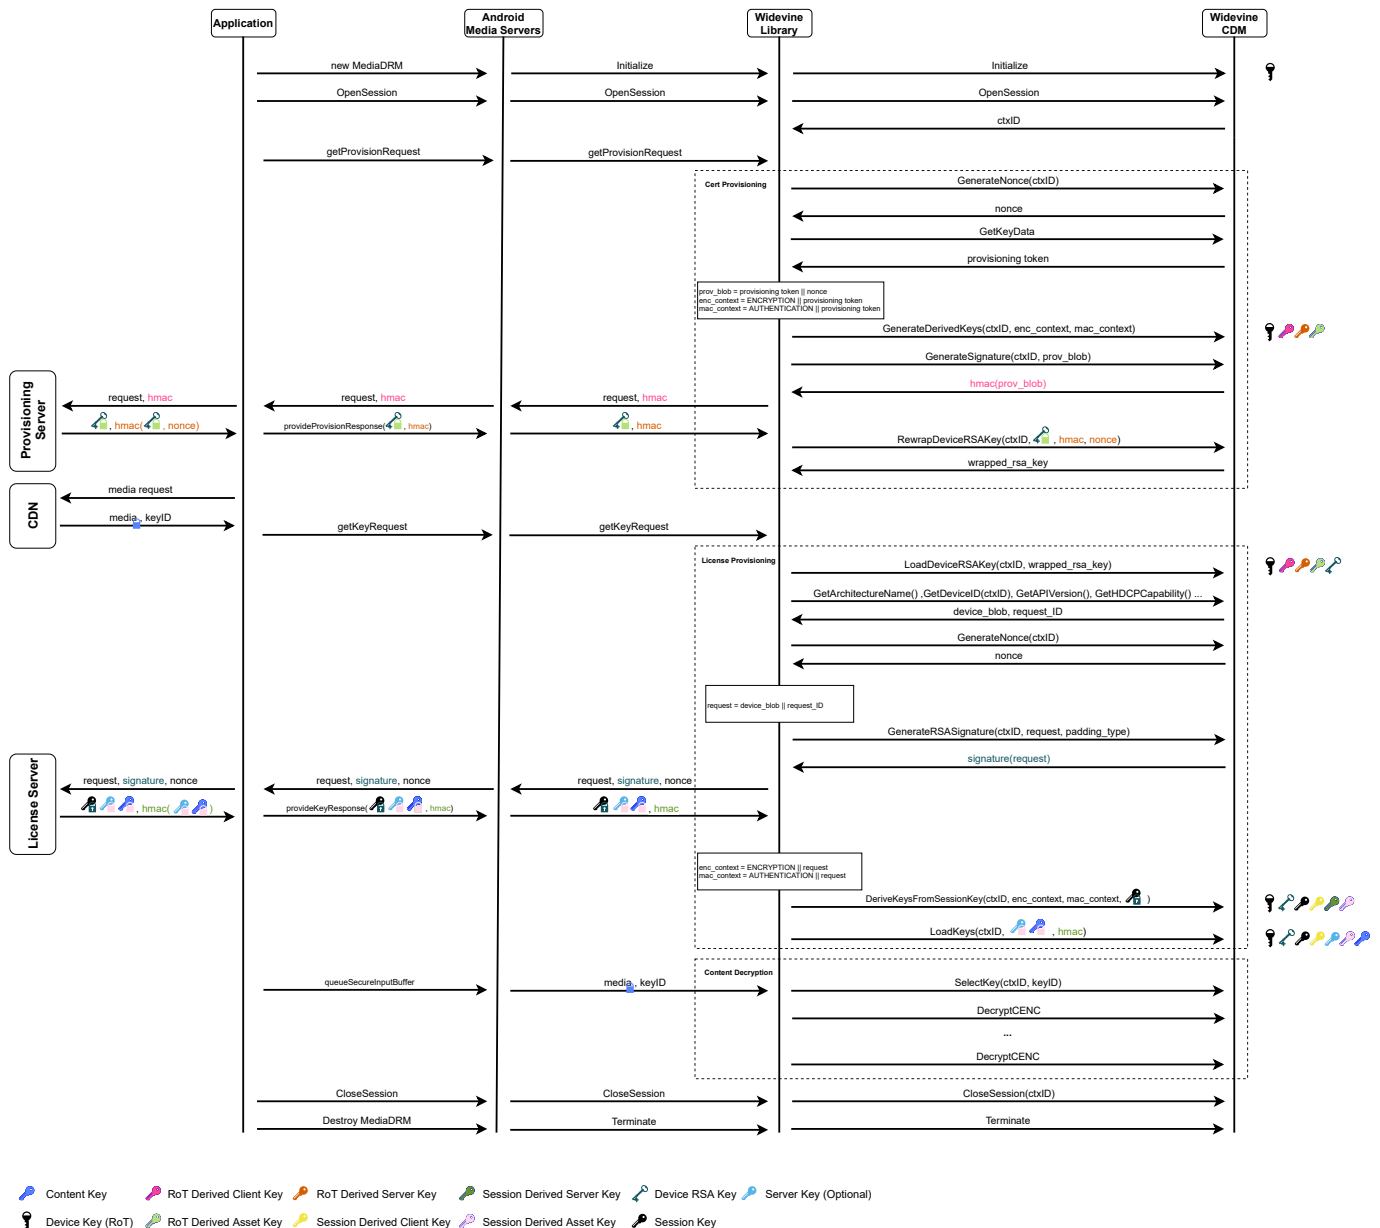 Application
Android
Media Servers
Widevine
Library
Widevine
CDM
new MediaDRM
Initialize
Initialize
OpenSession
OpenSession
OpenSession
ctxID
getProvisionRequest
getProvisionRequest
Cert Provisioning
GenerateNonce(ctxID)
nonce
GetKeyData
provisioning token
prov_blob = provisioning token || nonce
enc_context = ENCRYPTION || provisioning token
mac_context = AUTHENTICATION || provisioning token
GenerateDerivedKeys(ctxID, enc_context, mac_context)
GenerateSignature(ctxID, prov_blob)
hmac(prov_blob)
Provisioning
Server
request, hmac
request, hmac
request, hmac
, hmac( , nonce)
provideProvisionResponse( , hmac)
, hmac
RewrapDeviceRSAKey(ctxID, , hmac, nonce)
wrapped_rsa_key
CDN
media request
media , keyID
getKeyRequest
getKeyRequest
License Provisioning
LoadDeviceRSAKey(ctxID, wrapped_rsa_key)
GetArchitectureName() ,GetDeviceID(ctxID), GetAPIVersion(), GetHDCPCapability() ...
device_blob, request_ID
GenerateNonce(ctxID)
nonce
request = device_blob || request_ID
GenerateRSASignature(ctxID, request, padding_type)
signature(request)
License Server
request, signature, nonce
request, signature, nonce
request, signature, nonce
, hmac( )
provideKeyResponse( , hmac)
, hmac
enc_context = ENCRYPTION || request
mac_context = AUTHENTICATION || request
DeriveKeysFromSessionKey(ctxID, enc_context, mac_context, )
LoadKeys(ctxID, , hmac)
Content Decryption
queueSecureInputBuffer
media , keyID
SelectKey(ctxID, keyID)
DecryptCENC
...
DecryptCENC
CloseSession
CloseSession
CloseSession(ctxID)
Destroy MediaDRM
Terminate
Terminate
Content Key
RoT Derived Client Key
RoT Derived Server Key
Session Derived Server Key
Device RSA Key
Server Key (Optional)
Device Key (RoT)
RoT Derived Asset Key
Session Derived Client Key
Session Derived Asset Key
Session Key